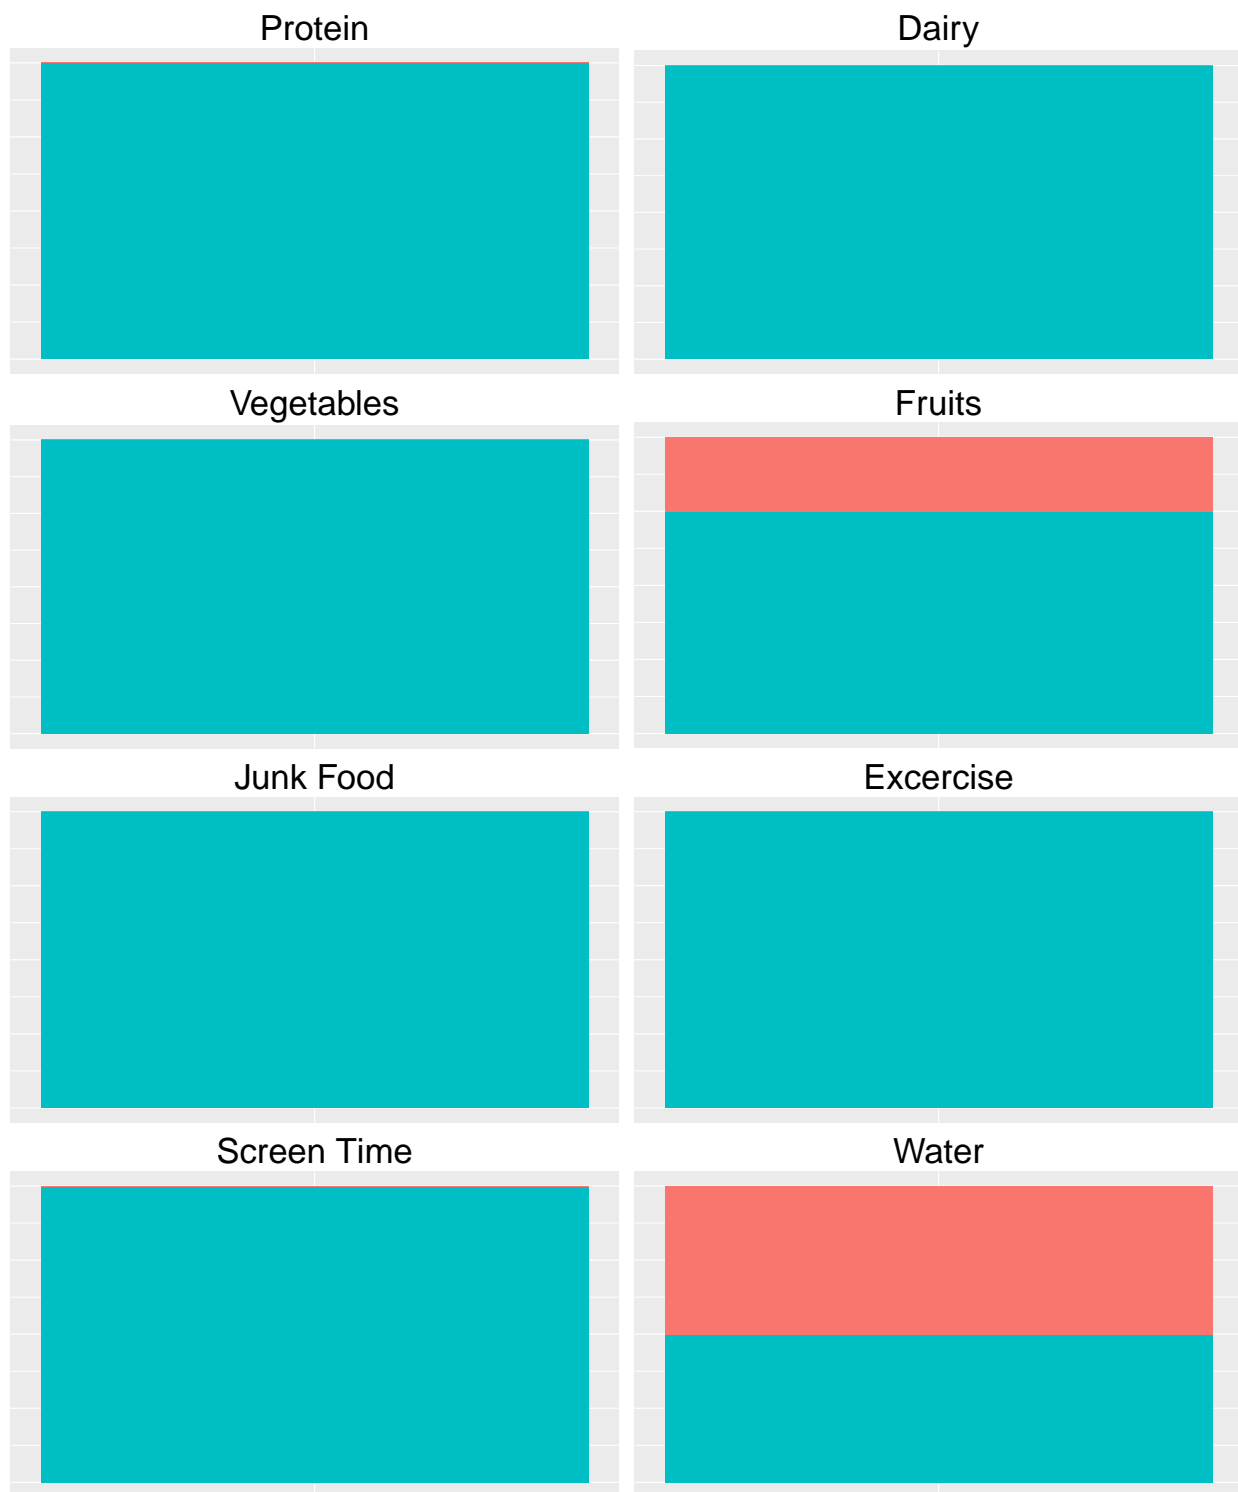 Protein
Dairy
Vegetables
Fruits
Junk Food
Excercise
Screen Time
Water